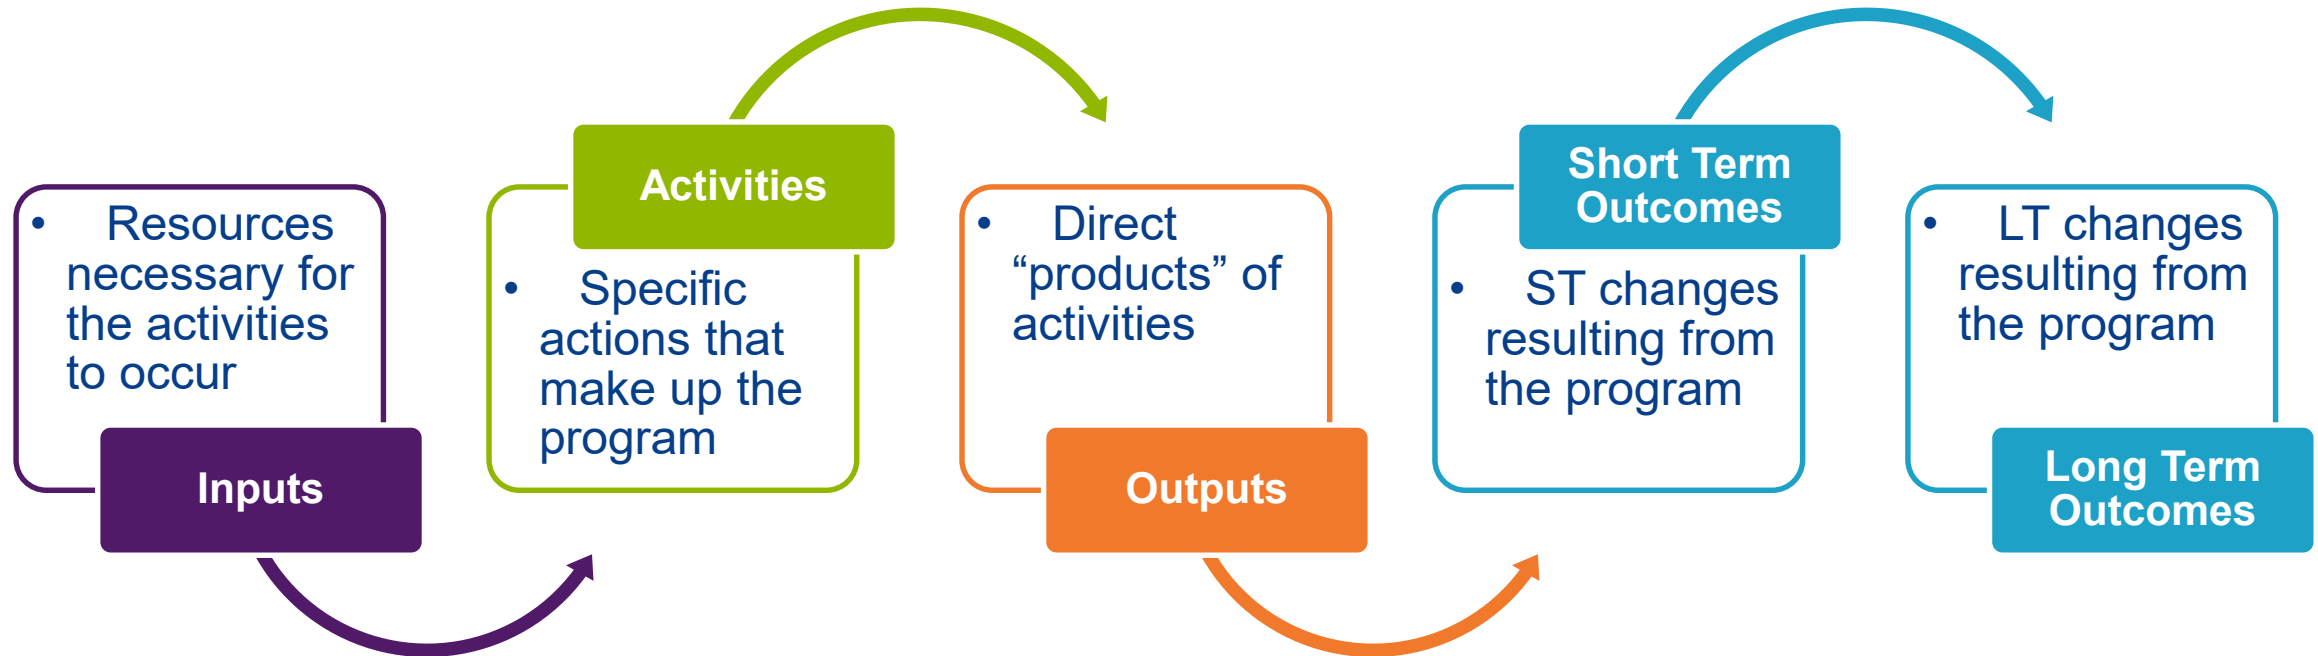 • Resources
necessary for
the activities
to occur
Inputs
Activities
• Specific
actions that
make up the
program
• Direct
“products” of
activities
Outputs
Short Term
Outcomes
• ST changes
resulting from
the program
• LT changes
resulting from
the program
Long Term
Outcomes